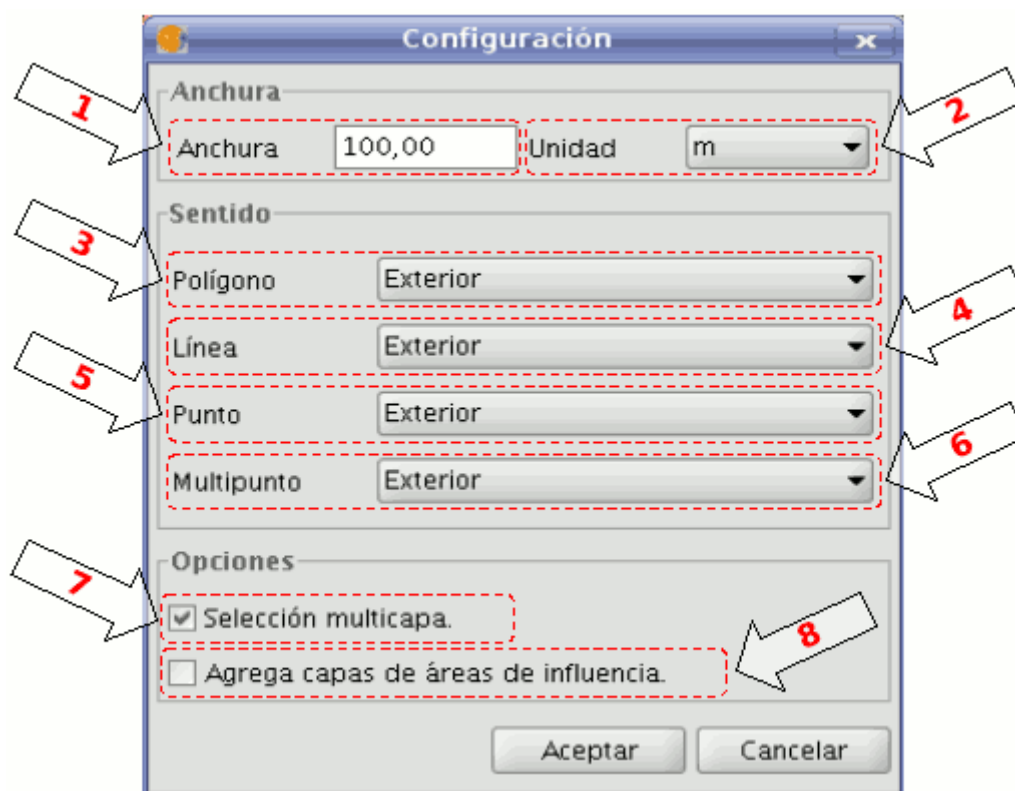 Configuración
Anchura
1
Anchura 100,00 Unidad m
2
Sentido
3
Polígono Exterior
4
Línea Exterior
5
Punto Exterior
6
Multipunto Exterior
Opciones
7
Selección multicapa.
8
Agrega capas de áreas de influencia.
Aceptar Cancelar